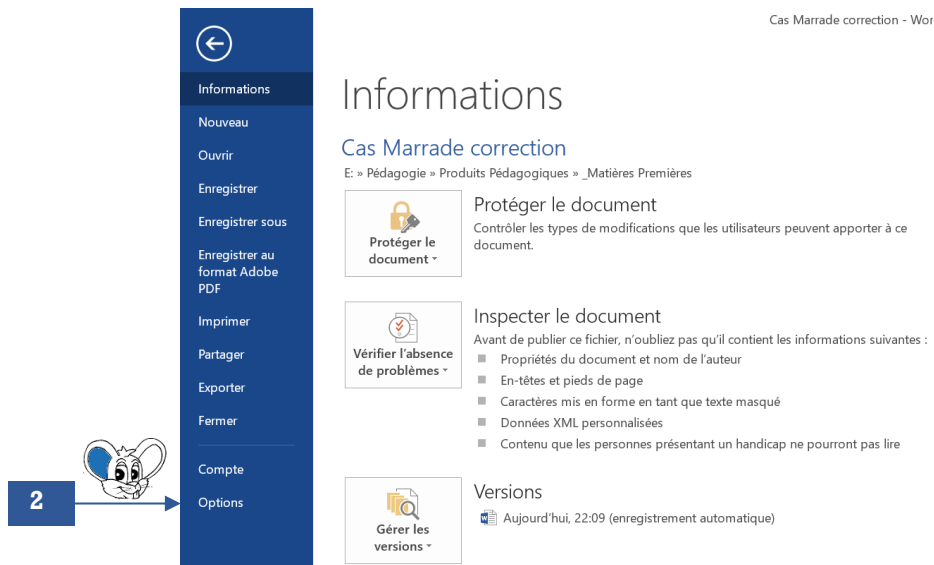 Cas Marrade correction - Wor
Informations
Nouveau
Ouvrir
Enregistrer
Enregistrer sous
Enregistrer au
format Adobe
PDF
Imprimer
Partager
Exporter
Fermer
Compte
Options
2
Informations
Cas Marrade correction
E: » Pédagogie » Produits Pédagogiques » _Matières Premières
Protéger le
document
Protéger le document
Contrôler les types de modifications que les utilisateurs peuvent apporter à ce
document.
Vérifier l'absence
de problèmes
Inspecter le document
Avant de publier ce fichier, n'oubliez pas qu'il contient les informations suivantes :
Propriétés du document et nom de l'auteur
En-têtes et pieds de page
Caractères mis en forme en tant que texte masqué
Données XML personnalisées
Contenu que les personnes présentant un handicap ne pourront pas lire
Gérer les
versions
Versions
Aujourd'hui, 22:09 (enregistrement automatique)